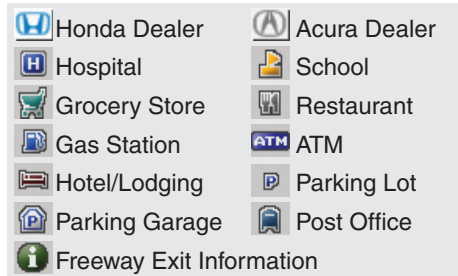 Honda Dealer Acura Dealer
H Hospital School
Grocery Store Restaurant
Gas Station ATM ATM
Hotel/Lodging P Parking Lot
P Parking Garage Post Office
i Freeway Exit Information